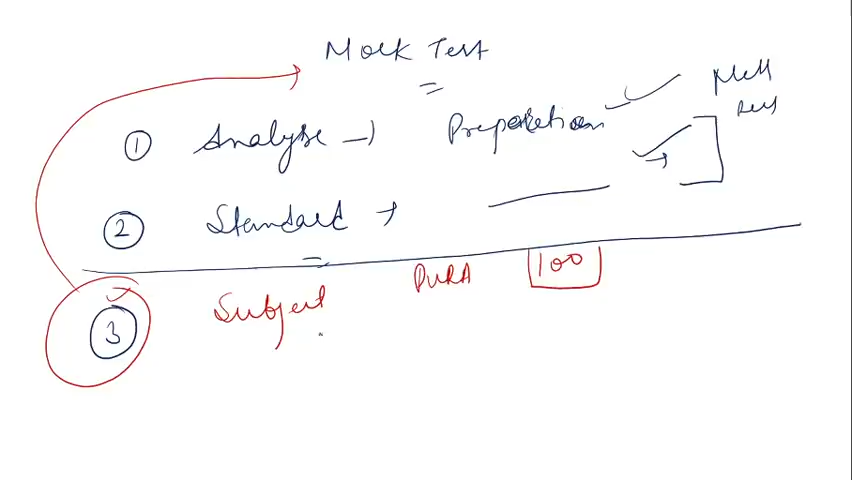 Mock Test
① Analyse → Preparation
② Standard →
③ Subject PURA 100